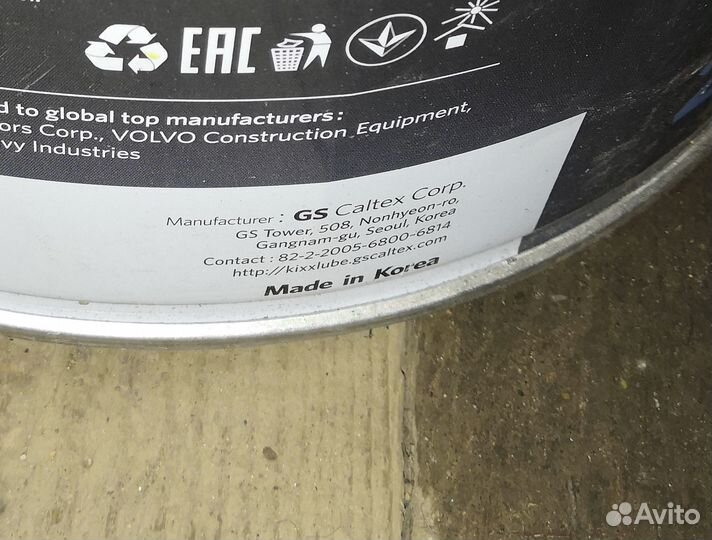 EAC
d to global top manufacturers :
ors Corp., VOLVO Construction Equipment,
vy Industries
Manufacturer : GS Caltex Corp.
GS Tower, 508, Nonhyeon-ro,
Gangnam-gu, Seoul, Korea
Contact : 82-2-2005-6800-6814
http://kixxlube.gscaltex.com
Made in Korea
Avito